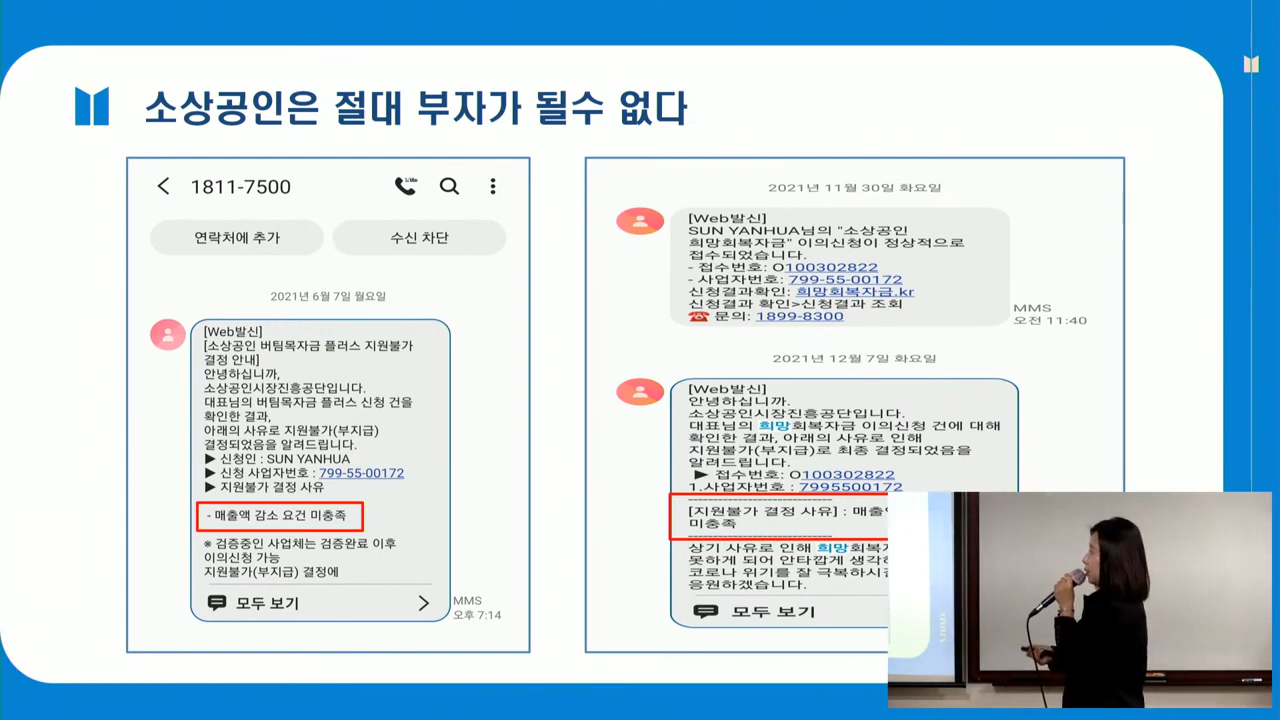 소상공인은 절대 부자가 될수 없다
1811-7500
연락처에 추가
수신 차단
2021년 6월 7일 월요일
[Web발신]
[소상공인 버팀목자금 플러스 지원불가
결정 안내]
안녕하십니까,
소상공인시장진흥공단입니다.
대표님의 버팀목자금 플러스 신청 건을
확인한 결과,
아래의 사유로 지원불가(부지급)
결정되었음을 알려드립니다.
▶ 신청인 : SUN YANHUA
▶ 신청 사업자번호 : 799-55-00172
▶ 지원불가 결정 사유
- 매출액 감소 요건 미충족
※ 검증중인 사업체는 검증완료 이후
이의신청 가능
지원불가(부지급) 결정에
모두 보기
MMS
오후 7:14
2021년 11월 30일 화요일
[Web발신]
SUN YANHUA님의 "소상공인
희망회복자금" 이의신청이 정상적으로
접수되었습니다.
- 접수번호: O100302822
- 사업자번호: 799-55-00172
신청결과확인: 희망회복자금.kr
신청결과 확인>신청결과 조회
☎ 문의: 1899-8300
MMS
오전 11:40
2021년 12월 7일 화요일
[Web발신]
안녕하십니까.
소상공인시장진흥공단입니다.
대표님의 희망회복자금 이의신청 건에 대해
확인한 결과, 아래의 사유로 인해
지원불가(부지급)로 최종 결정되었음을
알려드립니다.
▶ 접수번호: O100302822
1.사업자번호 : 7995500172
----------------------------
[지원불가 결정 사유] : 매출
미충족
----------------------------
상기 사유로 인해 희망회복
못하게 되어 안타깝게 생각
코로나 위기를 잘 극복하시
응원하겠습니다.
모두 보기